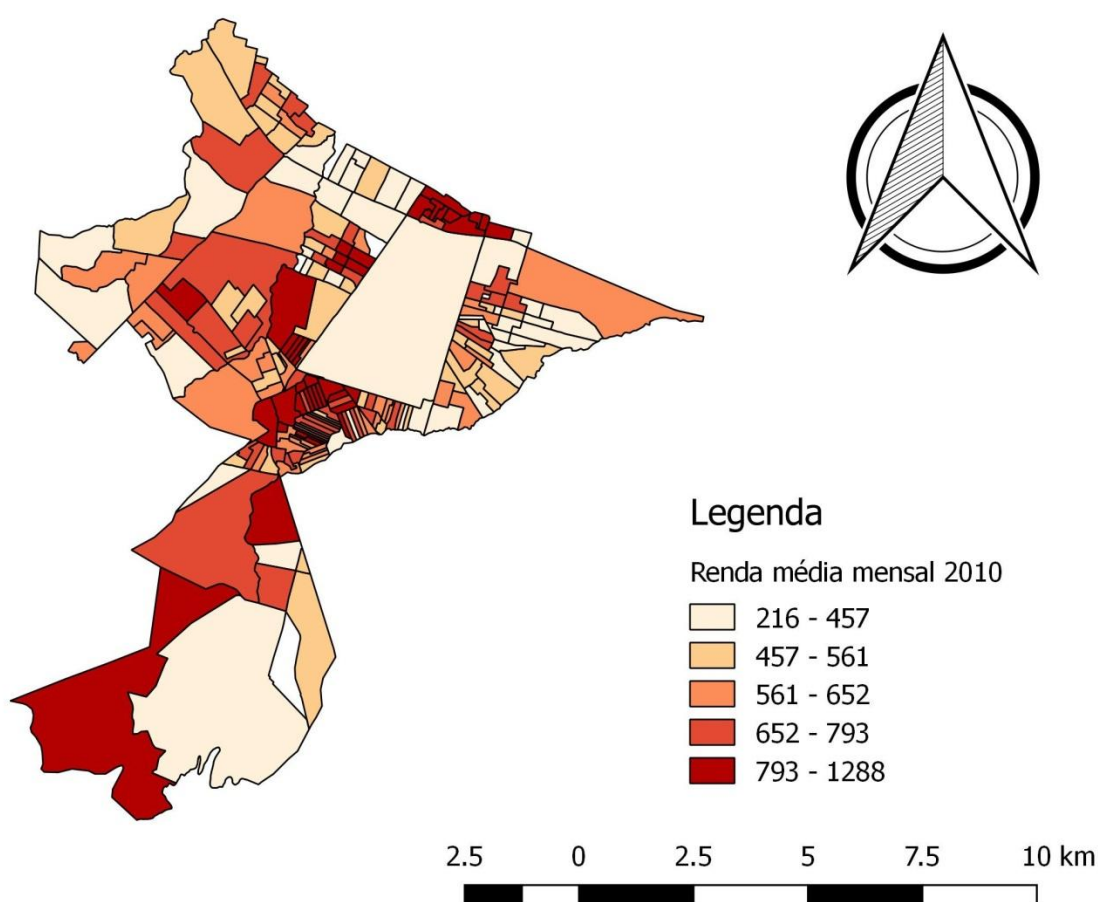 Legenda
Renda média mensal 2010
216 - 457
457 - 561
561 - 652
652 - 793
793 - 1288
2.5 0 2.5 5 7.5 10 km